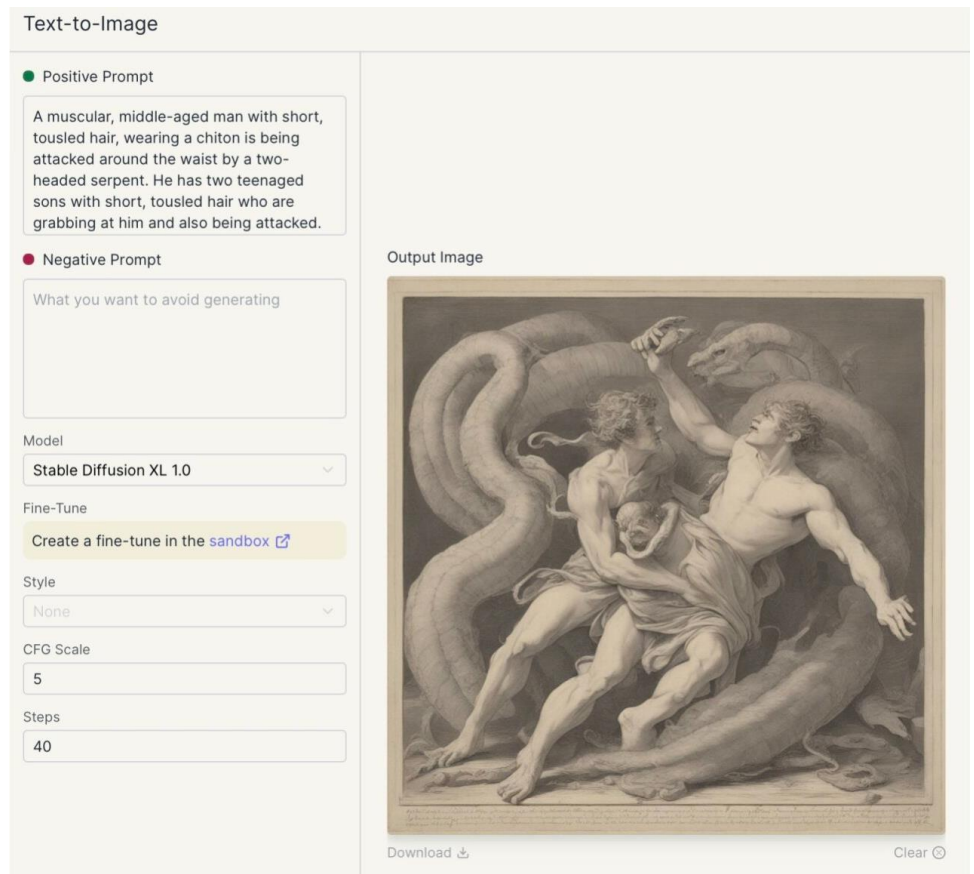 Text-to-Image
Positive Prompt
A muscular, middle-aged man with short,
tousled hair, wearing a chiton is being
attacked around the waist by a two-
headed serpent. He has two teenaged
sons with short, tousled hair who are
grabbing at him and also being attacked.
Negative Prompt
What you want to avoid generating
Model
Stable Diffusion XL 1.0
Fine-Tune
Create a fine-tune in the sandbox
Style
None
CFG Scale
5
Steps
40
Output Image
Download
Clear